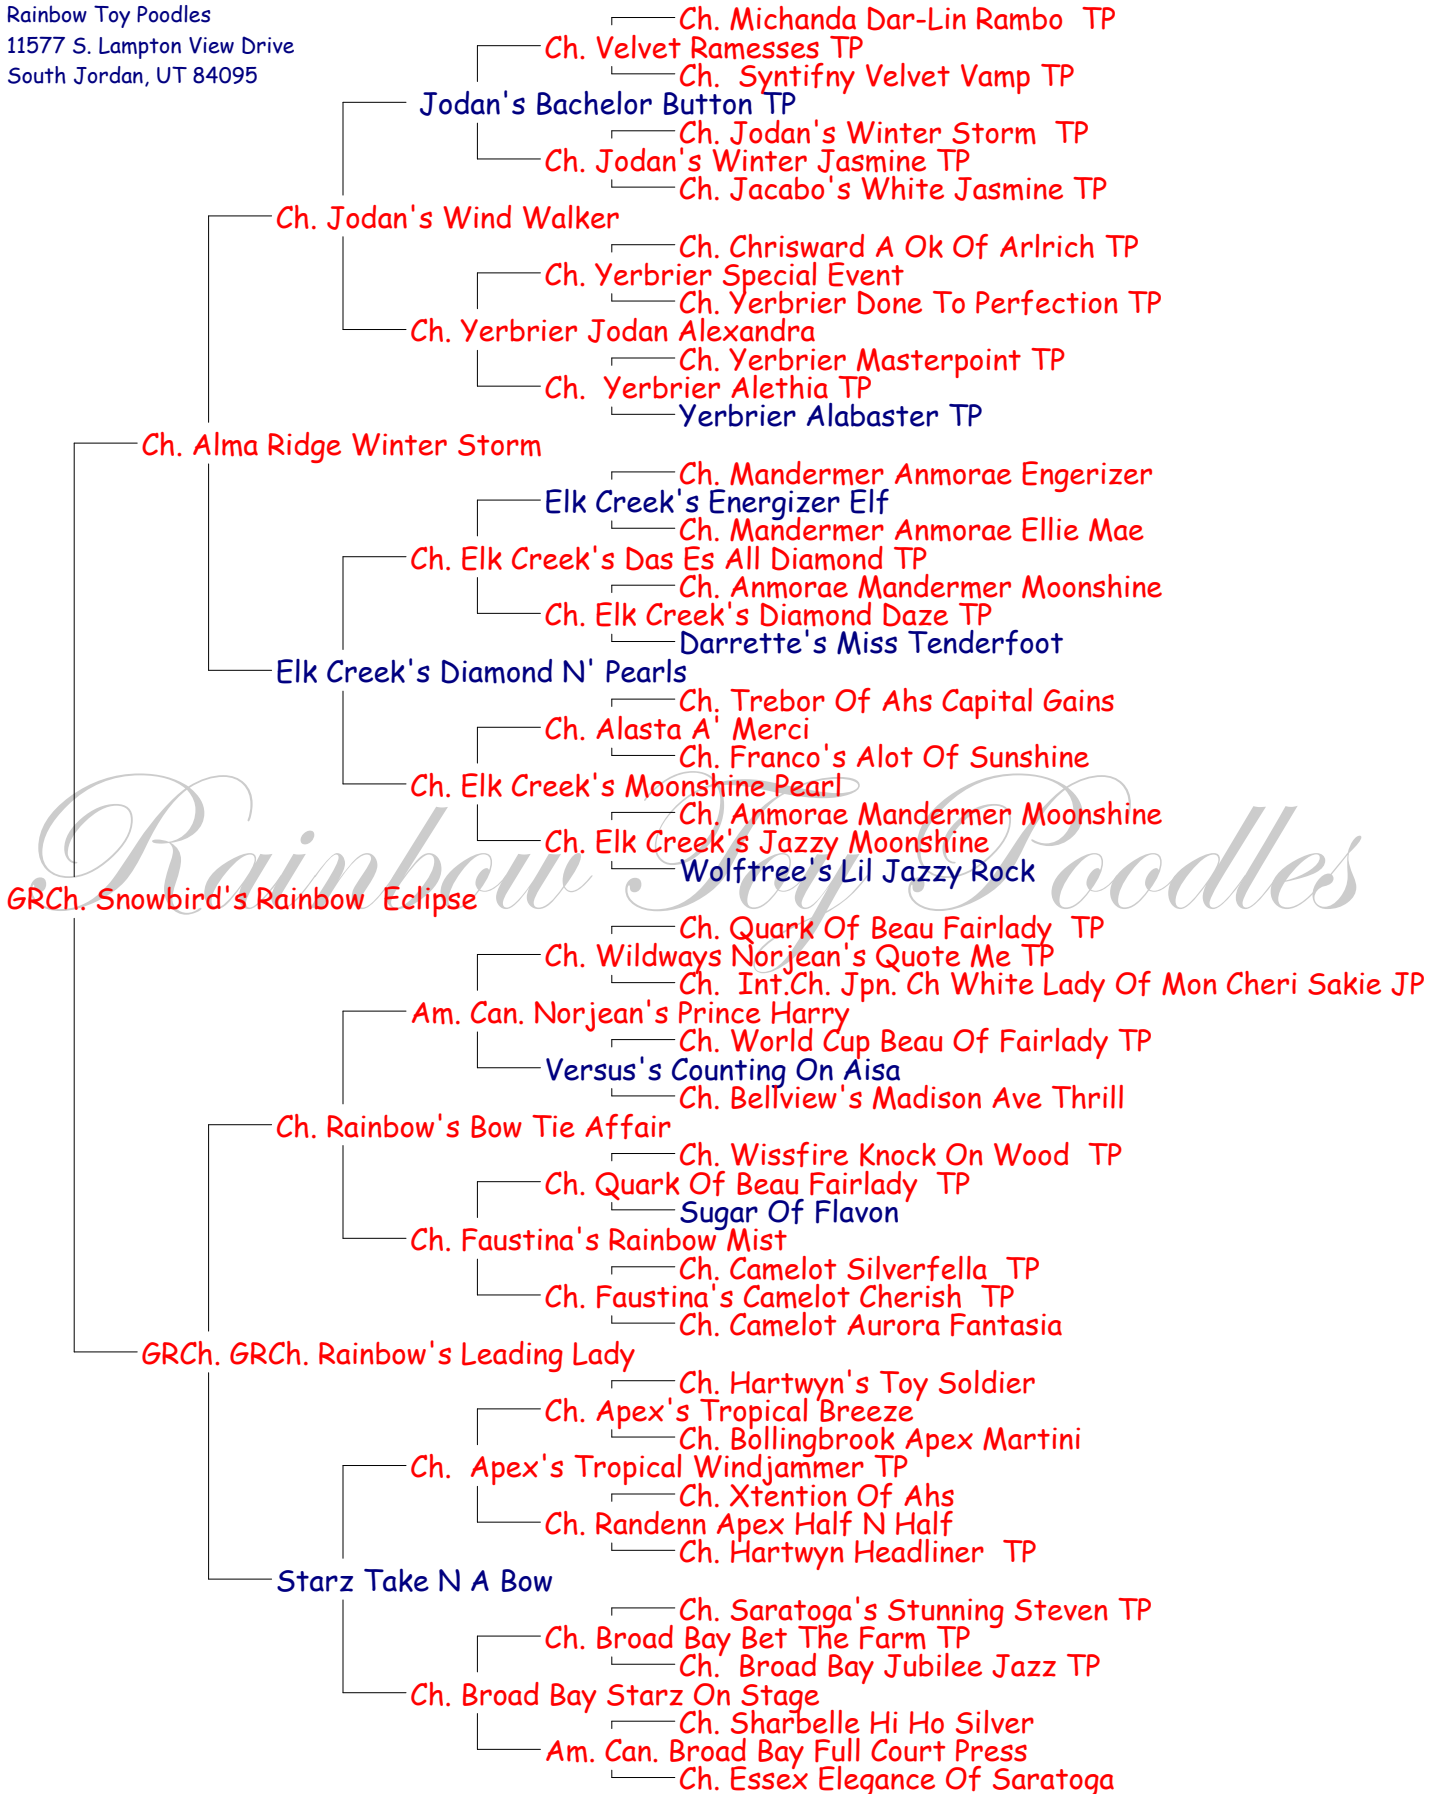 Rainbow Toy Poodles
11577 S. Lampton View Drive
South Jordan, UT 84095
Ch. Michanda Dar-Lin Rambo TP
Ch. Velvet Ramesses TP
Ch. Syntifny Velvet Vamp TP
Jodan's Bachelor Button TP
Ch. Jodan's Winter Storm TP
Ch. Jodan's Winter Jasmine TP
Ch. Jacabo's White Jasmine TP
Ch. Jodan's Wind Walker
Ch. Chrisward A Ok Of Arlrich TP
Ch. Yerbrier Special Event
Ch. Yerbrier Done To Perfection TP
Ch. Yerbrier Jodan Alexandra
Ch. Yerbrier Masterpoint TP
Ch. Yerbrier Alethia TP
Yerbrier Alabaster TP
Ch. Alma Ridge Winter Storm
Ch. Mandermer Anmorae Engerizer
Elk Creek's Energizer Elf
Ch. Mandermer Anmorae Ellie Mae
Ch. Elk Creek's Das Es All Diamond TP
Ch. Anmorae Mandermer Moonshine
Ch. Elk Creek's Diamond Daze TP
Darrette's Miss Tenderfoot
Elk Creek's Diamond N' Pearls
Ch. Trebor Of Ahs Capital Gains
Ch. Alasta A' Merci
Ch. Franco's Alot Of Sunshine
Ch. Elk Creek's Moonshine Pearl
Ch. Anmorae Mandermer Moonshine
Ch. Elk Creek's Jazzy Moonshine
Wolftree's Lil Jazzy Rock
Rainbow Toy Poodles
GRCh. Snowbird's Rainbow Eclipse
Ch. Quark Of Beau Fairlady TP
Ch. Wildways Norjean's Quote Me TP
Ch. Int.Ch. Jpn. Ch White Lady Of Mon Cheri Sakie JP
Am. Can. Norjean's Prince Harry
Ch. World Cup Beau Of Fairlady TP
Versus's Counting On Aisa
Ch. Bellview's Madison Ave Thrill
Ch. Rainbow's Bow Tie Affair
Ch. Wissfire Knock On Wood TP
Ch. Quark Of Beau Fairlady TP
Sugar Of Flavon
Ch. Faustina's Rainbow Mist
Ch. Camelot Silverfella TP
Ch. Faustina's Camelot Cherish TP
Ch. Camelot Aurora Fantasia
GRCh. GRCh. Rainbow's Leading Lady
Ch. Hartwyn's Toy Soldier
Ch. Apex's Tropical Breeze
Ch. Bollingbrook Apex Martini
Ch. Apex's Tropical Windjammer TP
Ch. Xtention Of Ahs
Ch. Randenn Apex Half N Half
Ch. Hartwyn Headliner TP
Starz Take N A Bow
Ch. Saratoga's Stunning Steven TP
Ch. Broad Bay Bet The Farm TP
Ch. Broad Bay Jubilee Jazz TP
Ch. Broad Bay Starz On Stage
Ch. Sharbelle Hi Ho Silver
Am. Can. Broad Bay Full Court Press
Ch. Essex Elegance Of Saratoga